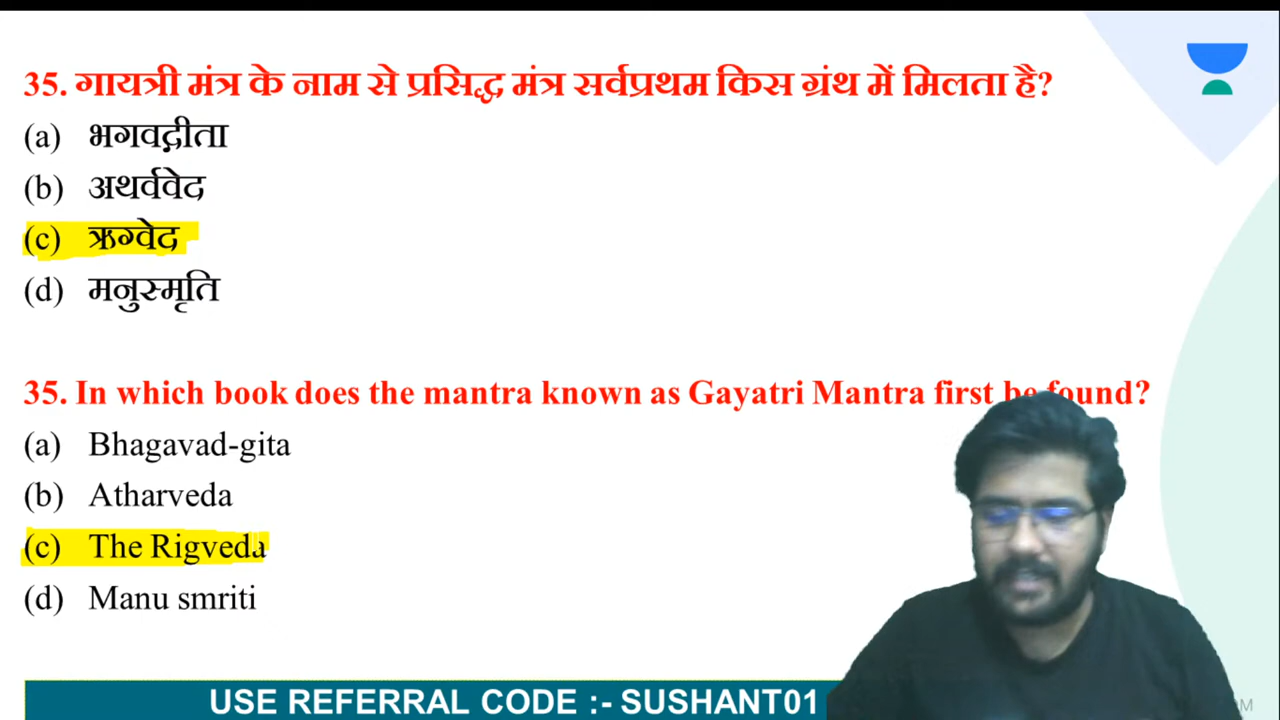 35. गायत्री मंत्र के नाम से प्रसिद्ध मंत्र सर्वप्रथम किस ग्रंथ में मिलता है?
(a) भगवद्गीता
(b) अथर्ववेद
(c) ऋग्वेद
(d) मनुस्मृति
35. In which book does the mantra known as Gayatri Mantra first be found?
(a) Bhagavad-gita
(b) Atharveda
(c) The Rigveda
(d) Manu smriti
USE REFERRAL CODE :- SUSHANT01